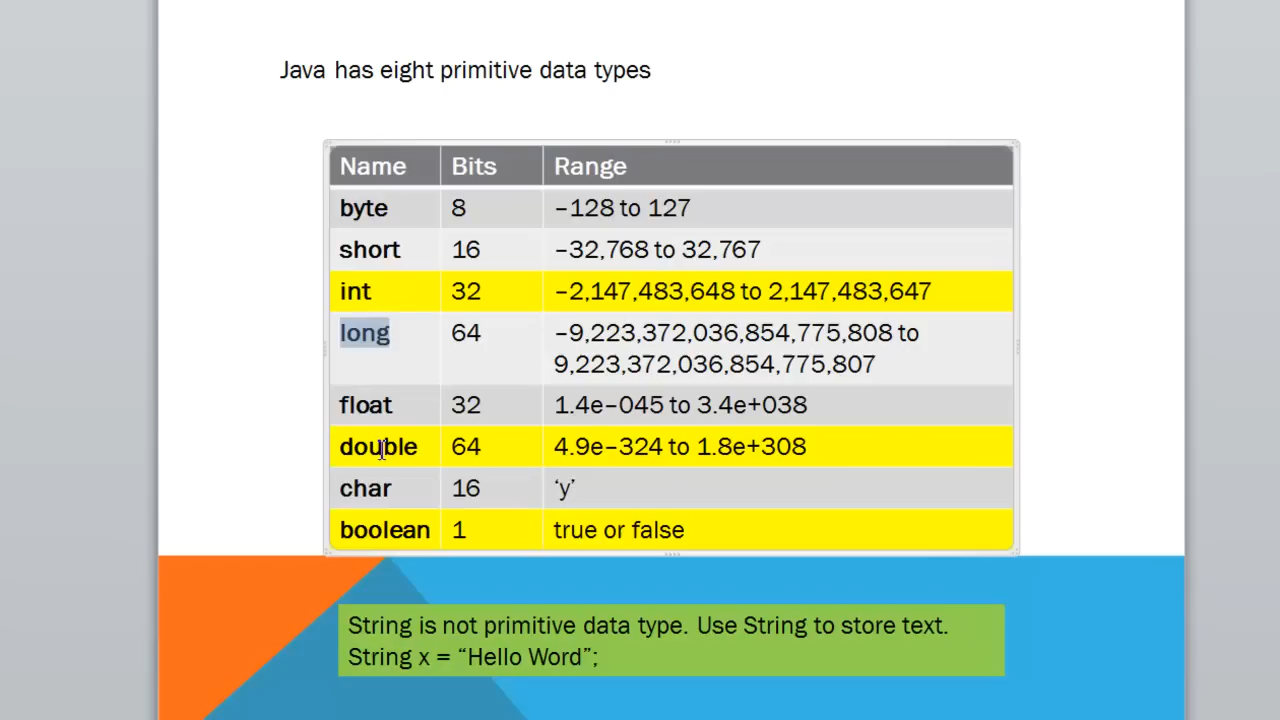 Java has eight primitive data types
Name Bits Range
byte 8 –128 to 127
short 16 –32,768 to 32,767
int 32 –2,147,483,648 to 2,147,483,647
long 64 –9,223,372,036,854,775,808 to
9,223,372,036,854,775,807
float 32 1.4e–045 to 3.4e+038
double 64 4.9e–324 to 1.8e+308
char 16 ‘y’
boolean 1 true or false
String is not primitive data type. Use String to store text.
String x = “Hello Word”;